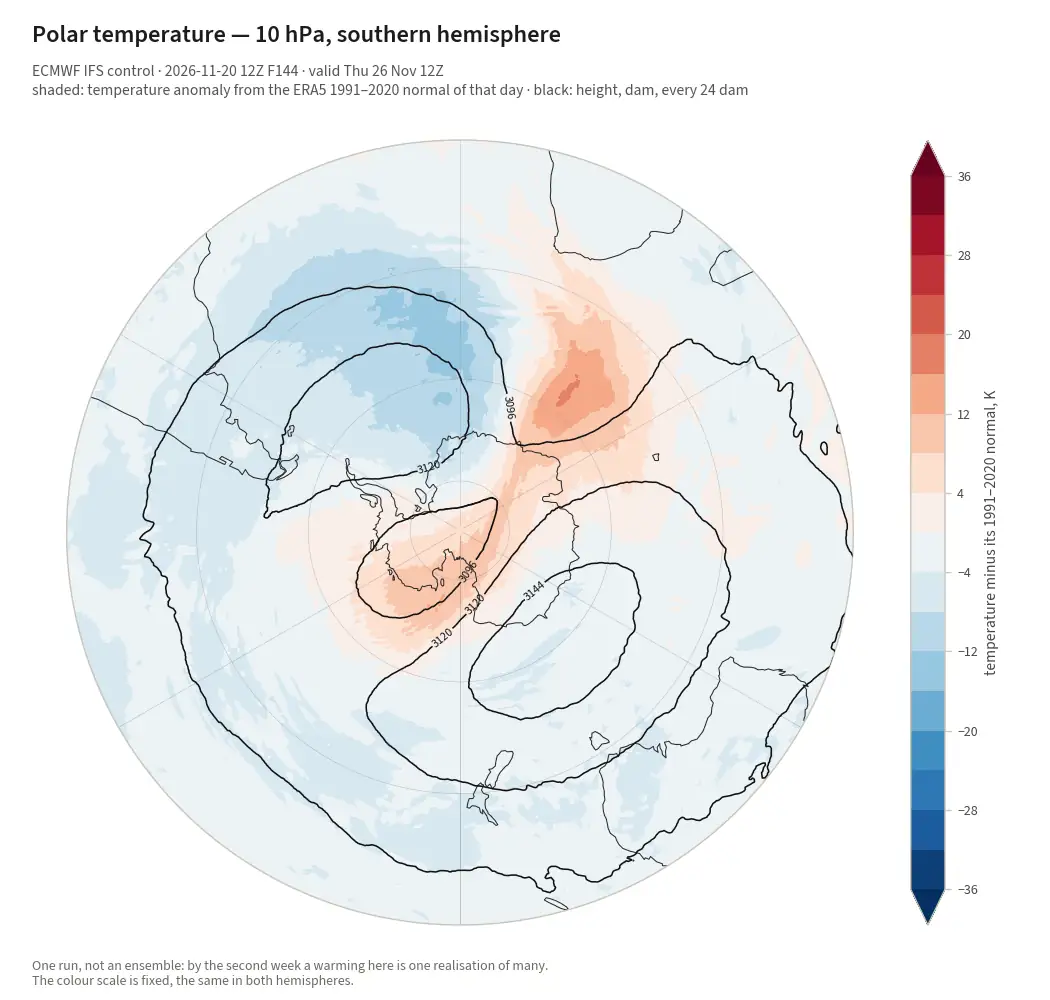 Polar temperature — 10 hPa, southern hemisphere
ECMWF IFS control · 2026-11-20 12Z F144 · valid Thu 26 Nov 12Z
shaded: temperature anomaly from the ERA5 1991–2020 normal of that day · black: height, dam, every 24 dam
36
28
20
12
4
−4
−12
−20
−28
−36
temperature minus its 1991–2020 normal, K
3096
3120
3096
3144
3120
3120
One run, not an ensemble: by the second week a warming here is one realisation of many.
The colour scale is fixed, the same in both hemispheres.